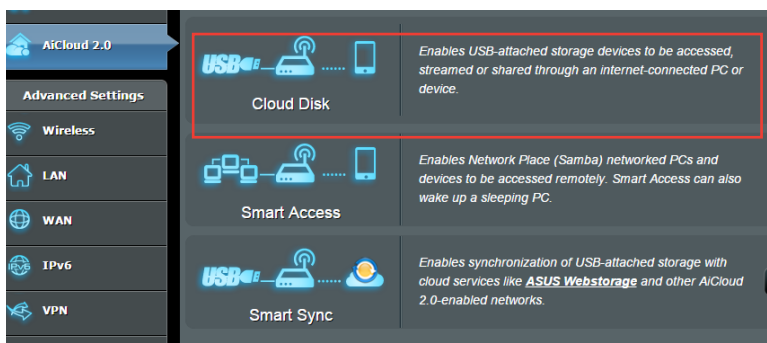 AiCloud 2.0
Advanced Settings
Wireless
LAN
WAN
IPv6
VPN
USB
Cloud Disk
Enables USB-attached storage devices to be accessed,
streamed or shared through an internet-connected PC or
device.
Smart Access
Enables Network Place (Samba) networked PCs and
devices to be accessed remotely. Smart Access can also
wake up a sleeping PC.
USB
Smart Sync
Enables synchronization of USB-attached storage with
cloud services like ASUS Webstorage and other AiCloud
2.0-enabled networks.